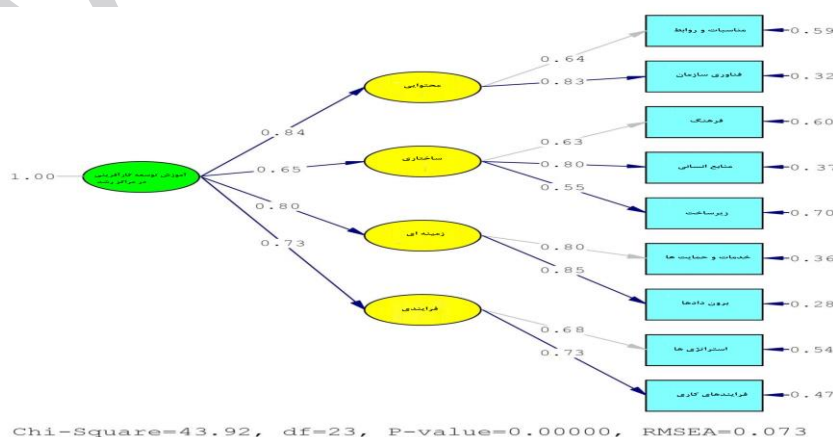 مناسبات و روابط
0.59
0.64
محتوایی
فناوری سازمان
0.32
0.83
0.84
فرهنگ
0.60
0.63
ساختاری
منابع انسانی
0.37
0.80
0.65
1.00
آموزش توسعه کارآفرینی
در مراکز رشد
زیرساخت
0.70
0.55
0.80
زمینه ای
خدمات و حمایت ها
0.36
0.80
0.73
برون دادها
0.28
0.85
فرایندی
استراتژی ها
0.54
0.68
فرایندهای کاری
0.47
0.73
Chi-Square=43.92, df=23, P-value=0.00000, RMSEA=0.073